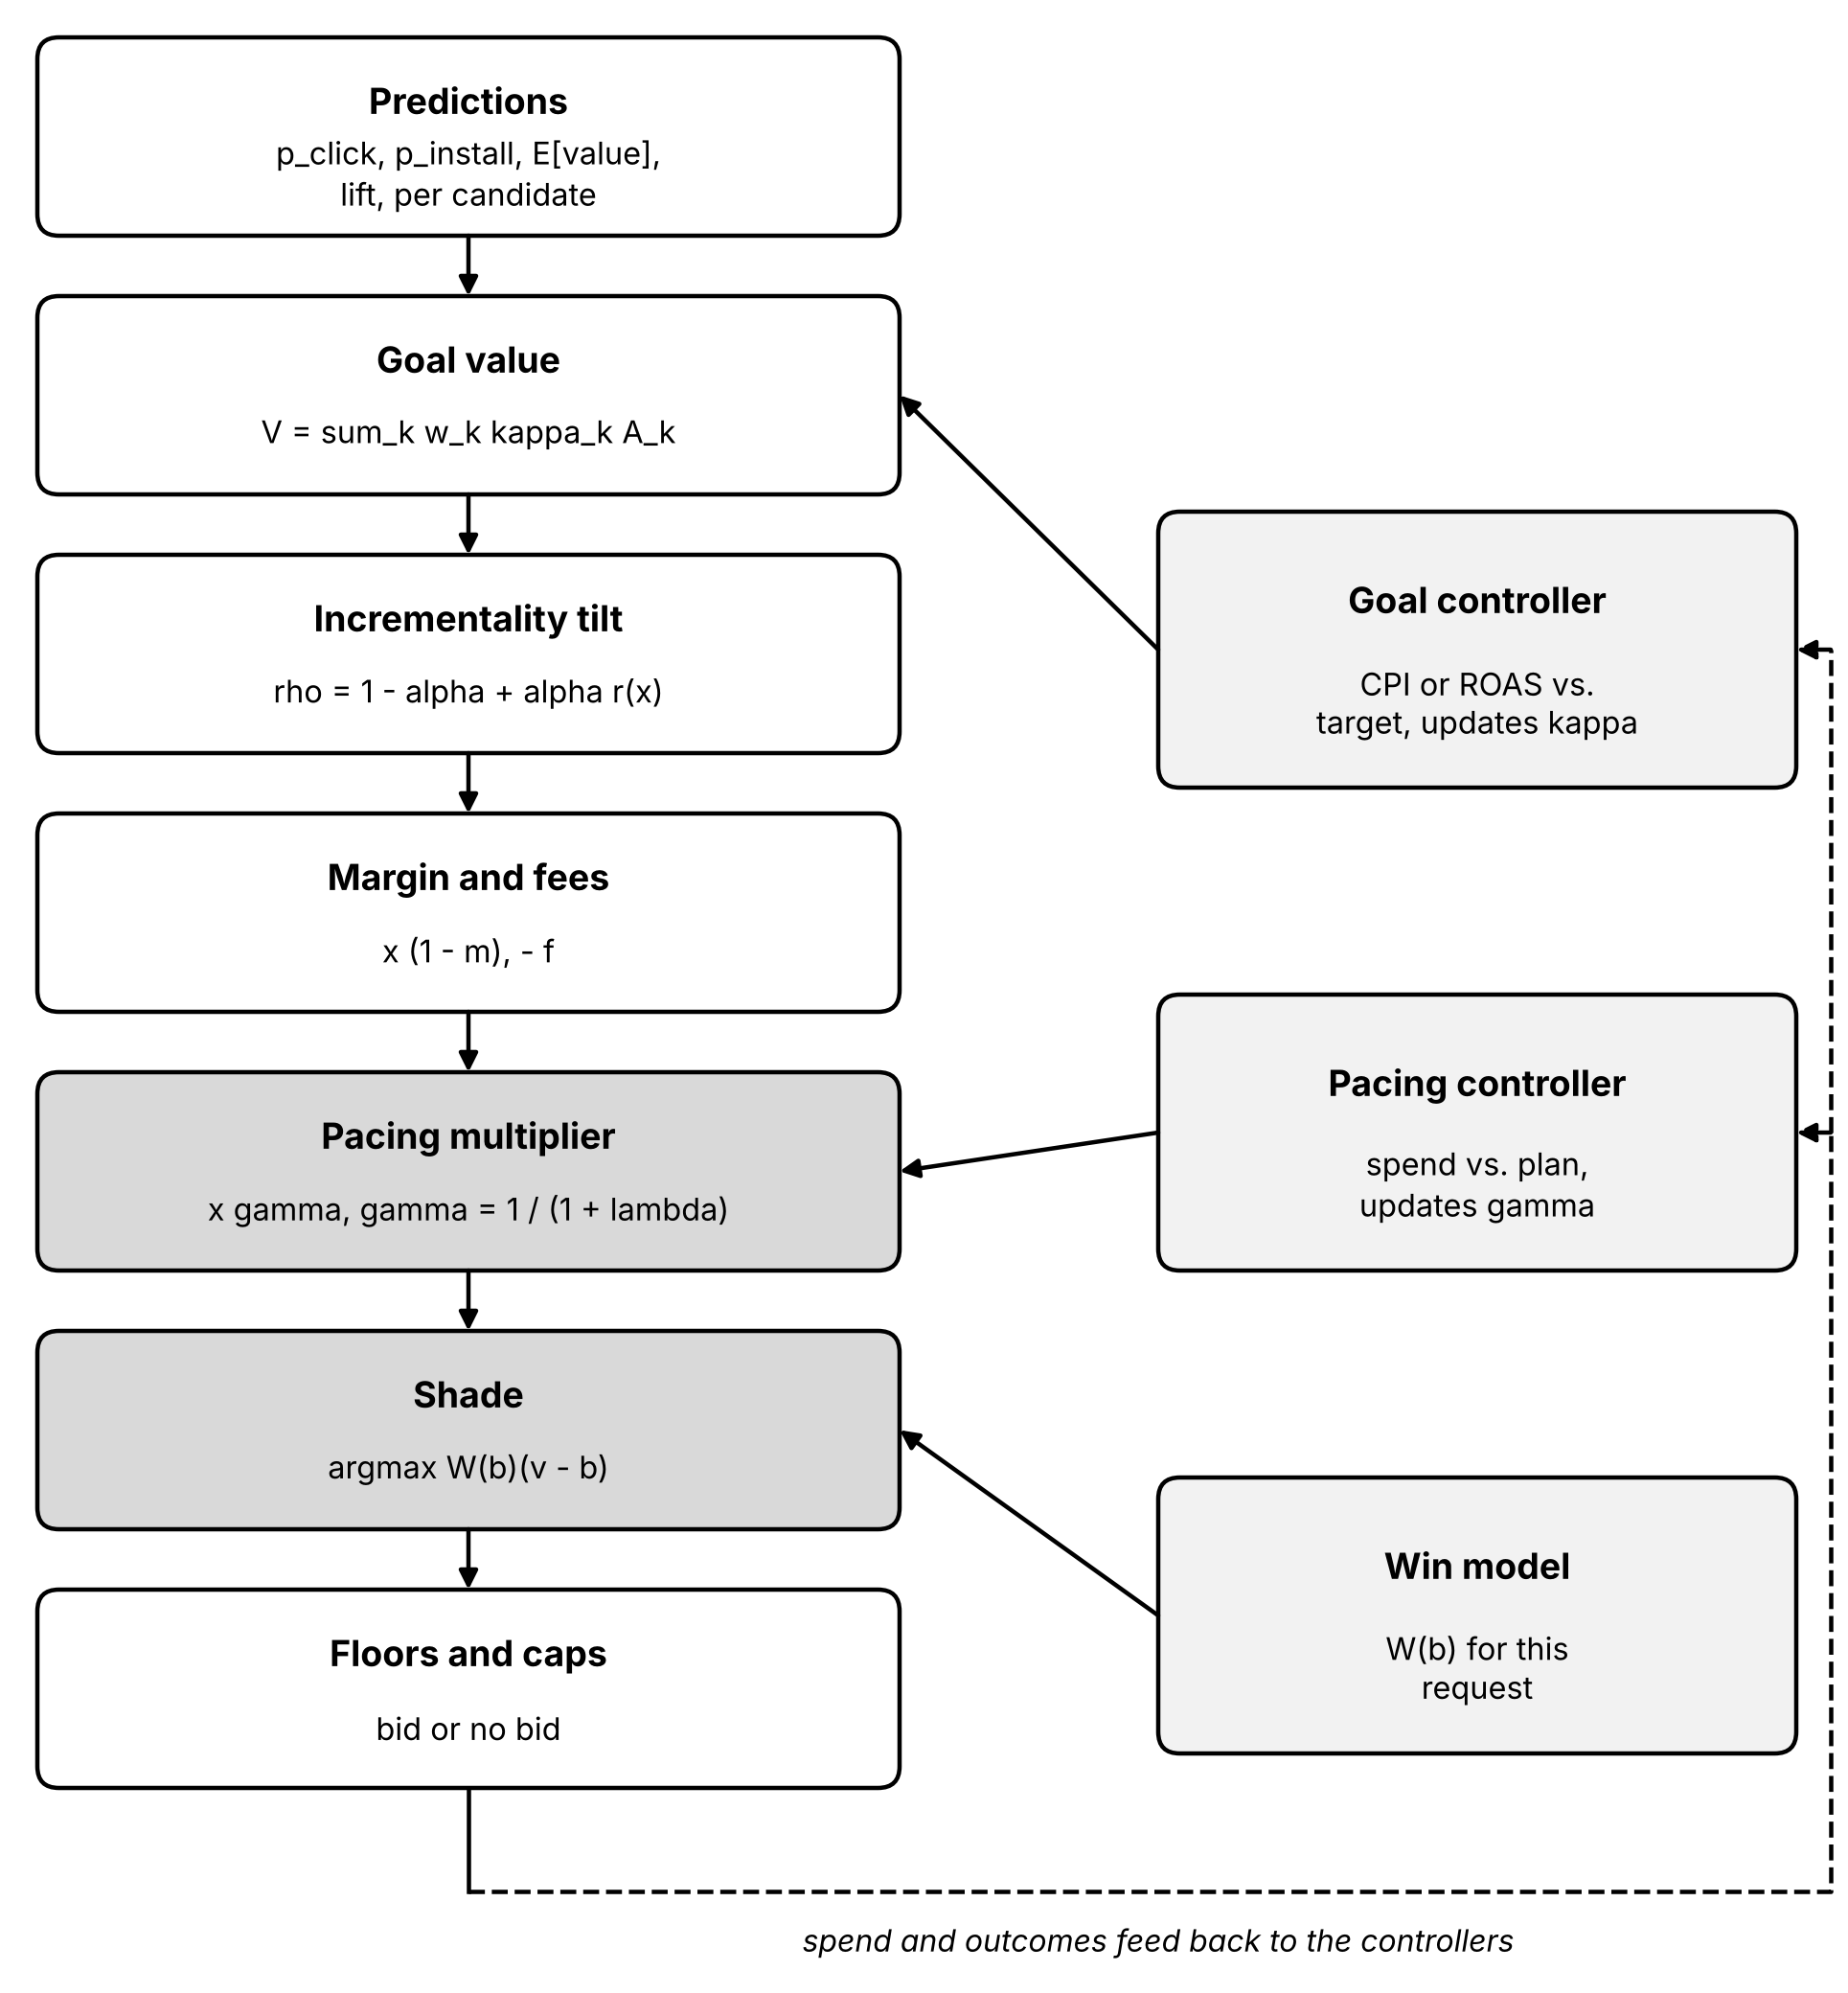 Predictions
p_click, p_install, E[value],
lift, per candidate
Goal value
V = sum_k w_k kappa_k A_k
Incrementality tilt
rho = 1 - alpha + alpha r(x)
Margin and fees
x (1 - m), - f
Pacing multiplier
x gamma, gamma = 1 / (1 + lambda)
Shade
argmax W(b)(v - b)
Floors and caps
bid or no bid
Goal controller
CPI or ROAS vs.
target, updates kappa
Pacing controller
spend vs. plan,
updates gamma
Win model
W(b) for this
request
spend and outcomes feed back to the controllers